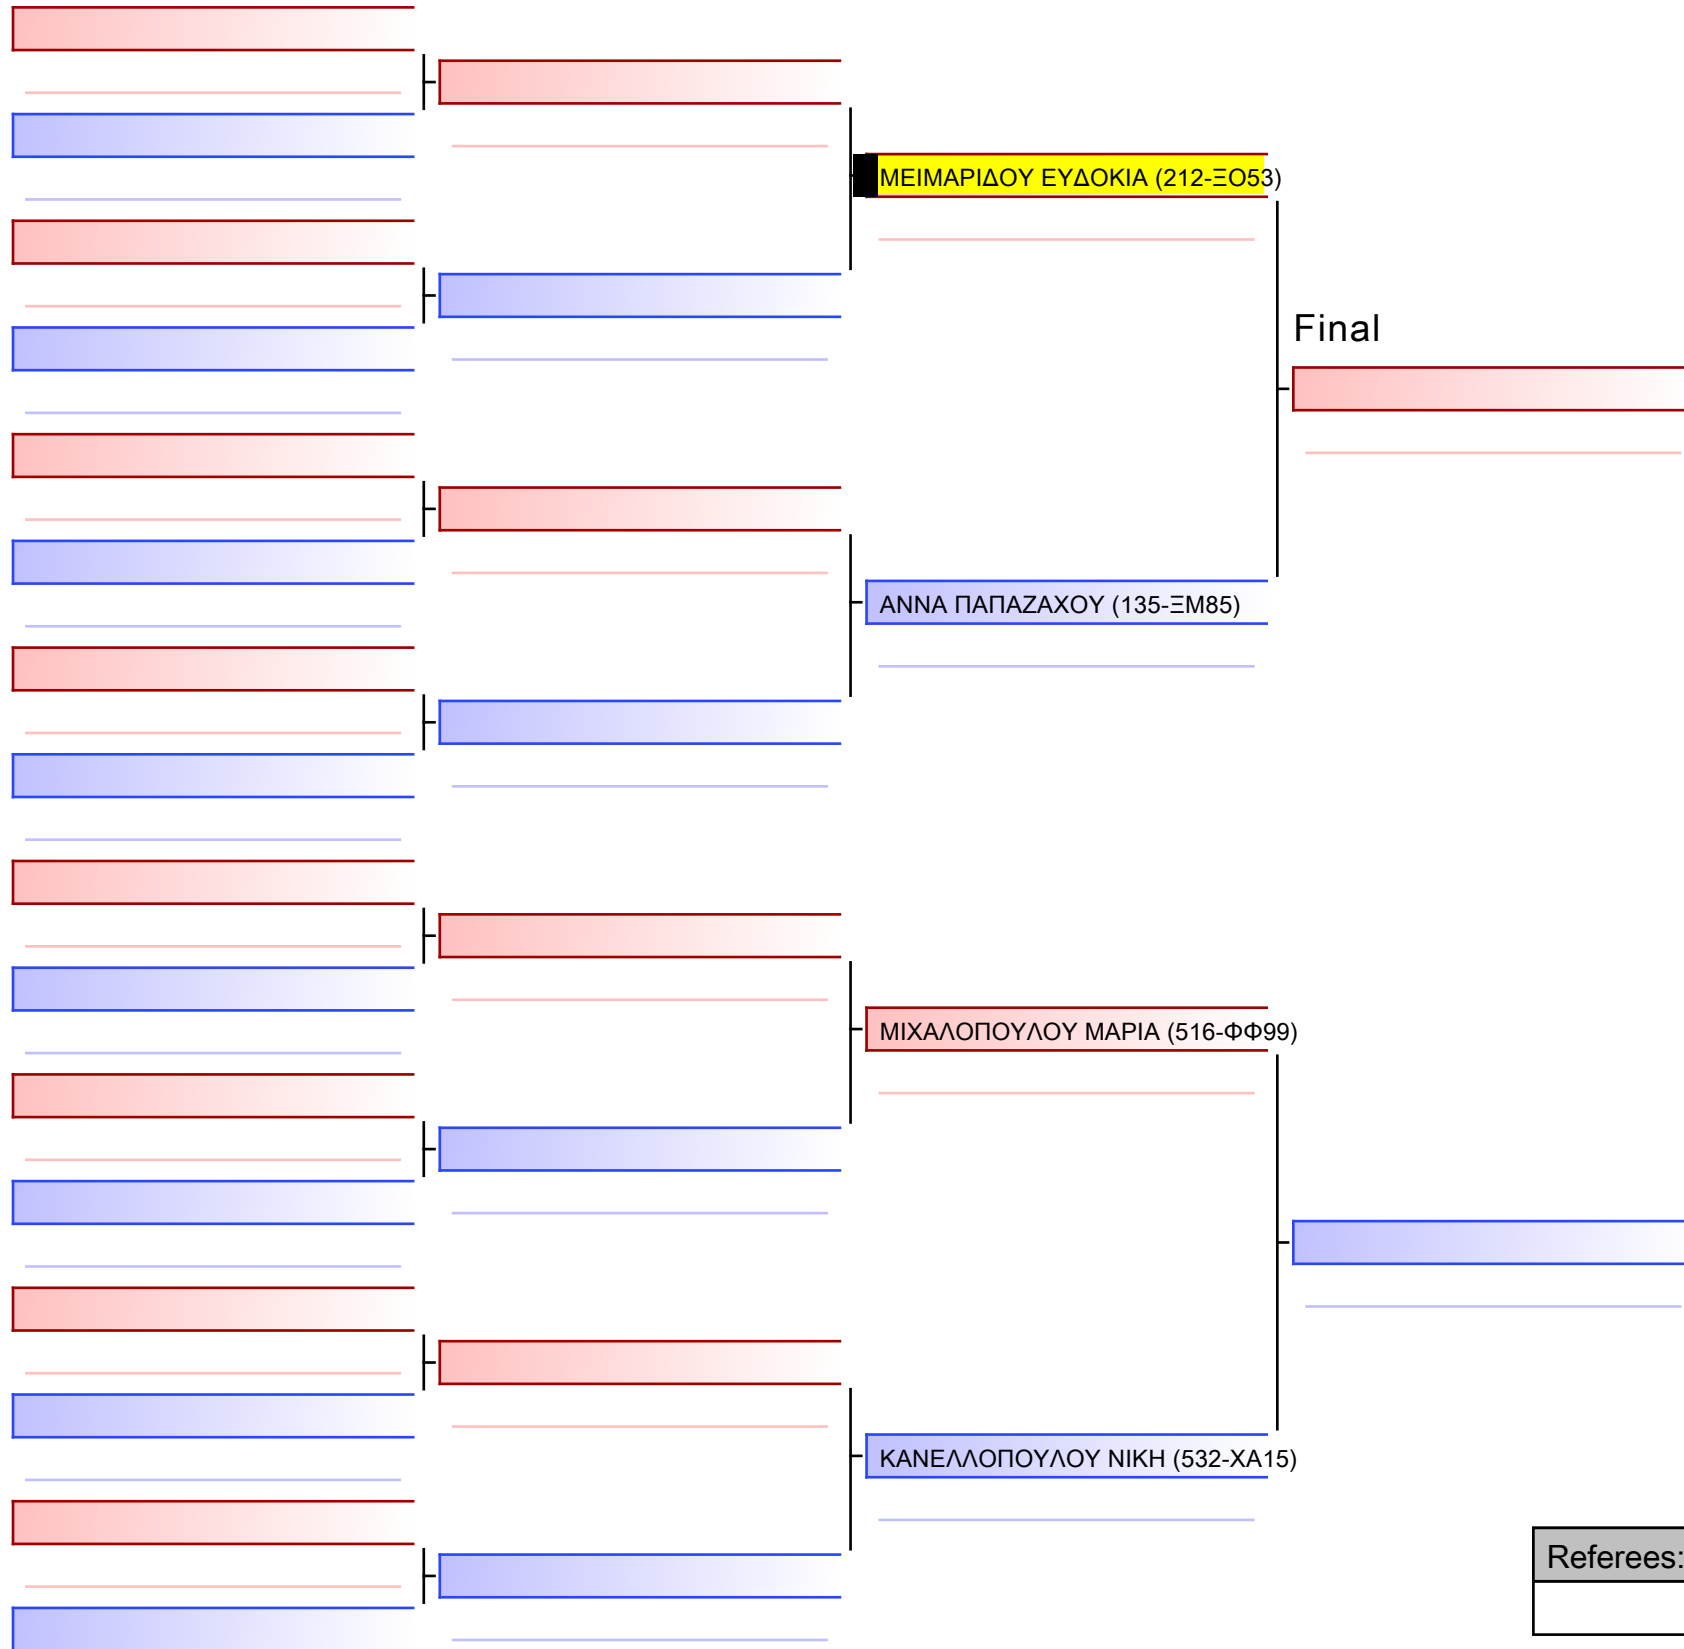 ΜΕΙΜΑΡΙΔΟΥ ΕΥΔΟΚΙΑ (212-ΞΟ53)
Final
ΑΝΝΑ ΠΑΠΑΖΑΧΟΥ (135-ΞΜ85)
ΜΙΧΑΛΟΠΟΥΛΟΥ ΜΑΡΙΑ (516-ΦΦ99)
ΚΑΝΕΛΛΟΠΟΥΛΟΥ ΝΙΚΗ (532-ΧΑ15)
Referees: